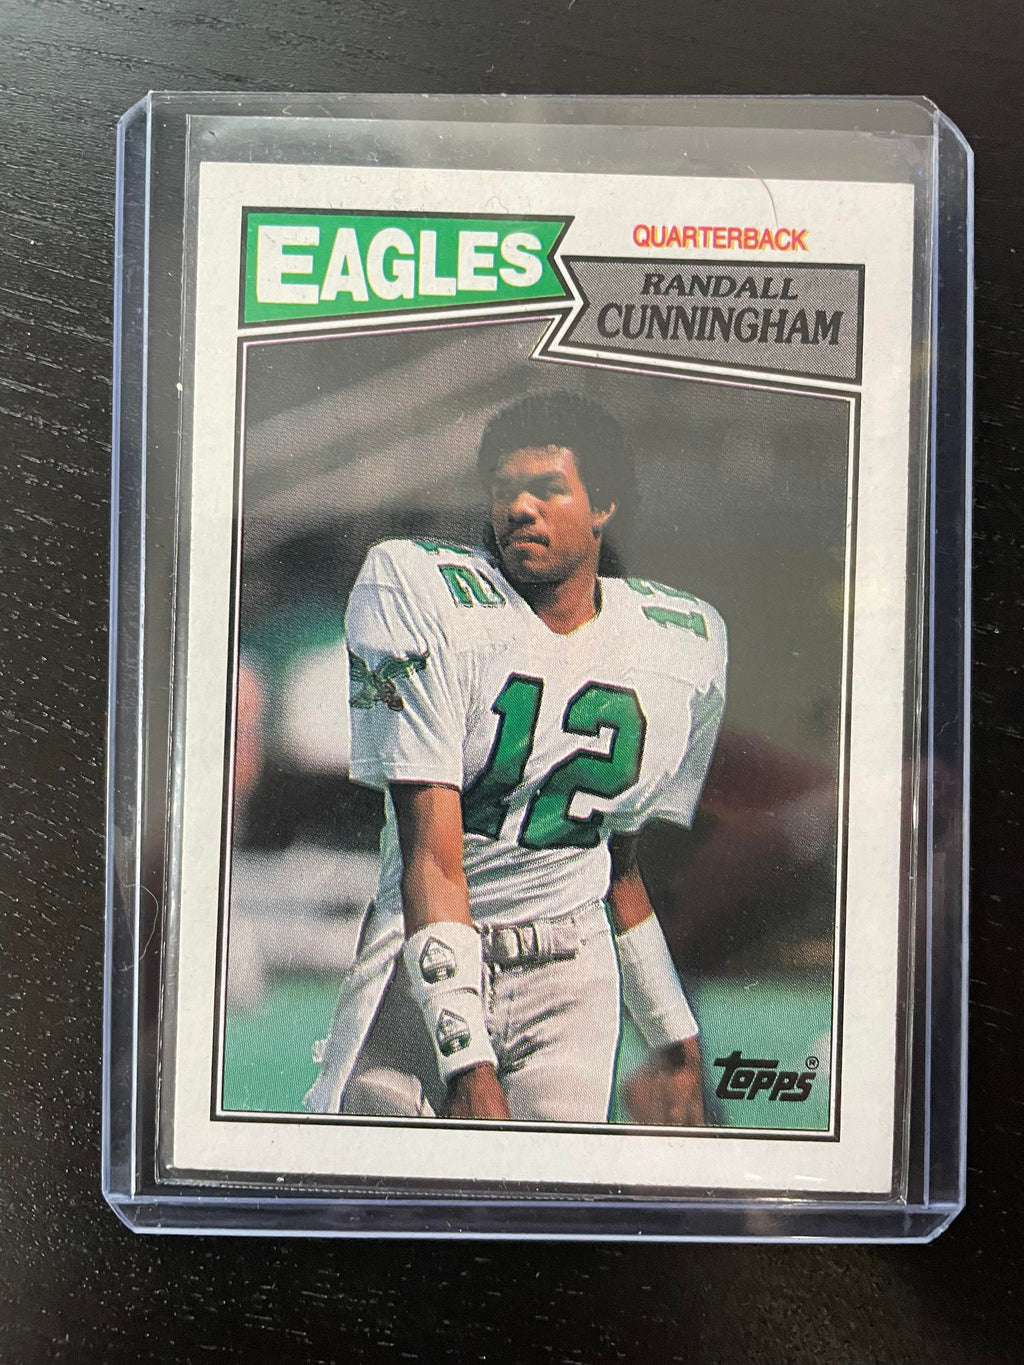 EAGLES
QUARTERBACK
RANDALL
CUNNINGHAM
12
12
12
TOPPS®